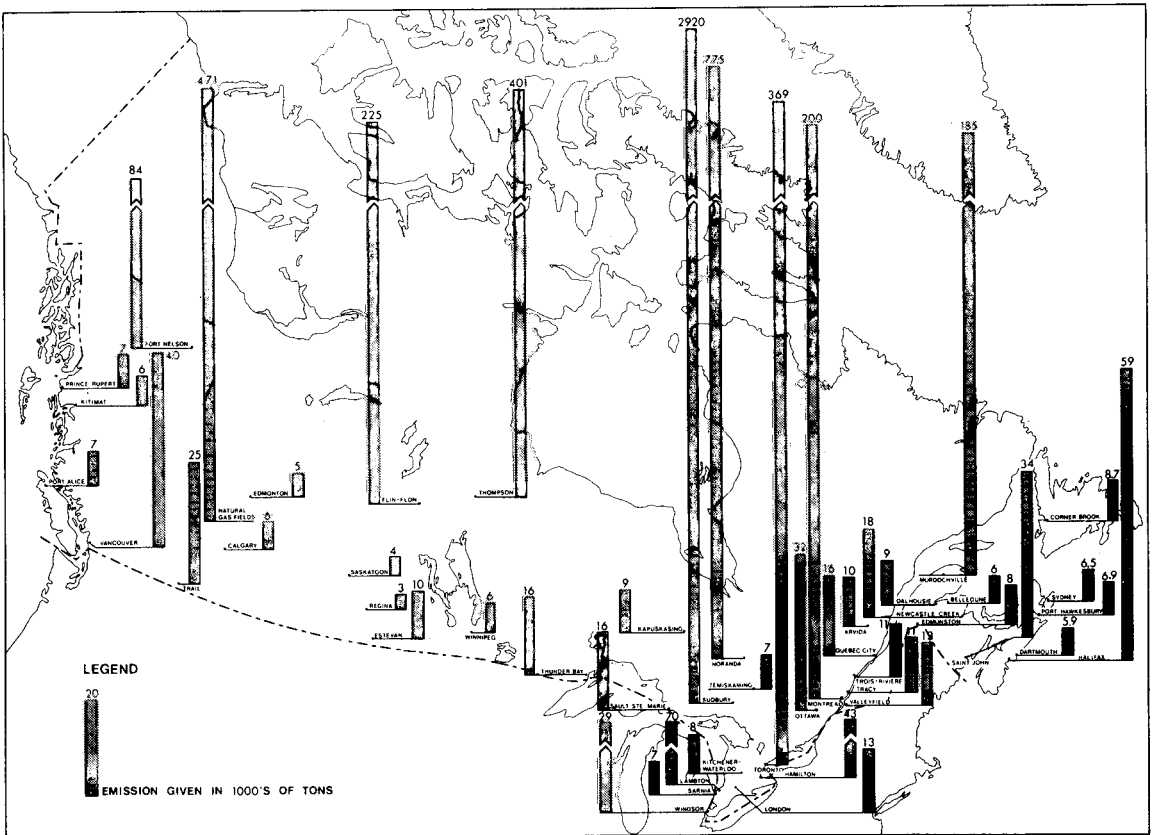 2920
775
471
401
369
225
200
185
84
FORT NELSON
40
7
PRINCE RUPERT
6
KITIMAT
59
7
PORT ALICE
25
5
EDMONTON
FLIN-FLON
THOMPSON
34
8.7
CORNER BROOK
NATURAL
GAS FIELDS
CALGARY
VANCOUVER
TRAIL
4
SASKATOON
3
REGINA
10
ESTEVAN
6
WINNIPEG
16
THUNDER BAY
9
KAPUSKASING
18
9
16
10
MURDOCHVILLE
DALHOUSIE
BELLEDUNE
6
8
6.5
SYDNEY
6.9
PORT HAWKESBURY
NEWCASTLE CREEK
EDMUNSTON
ARVIDA
QUEBEC CITY
11
5.9
DARTMOUTH
HALIFAX
SAINT JOHN
NORANDA
7
TEMISKAMING
TROIS-RIVIERE
TRACY
16
SAULT STE. MARIE
SUDBURY
MONTREAL
VALLEYFIELD
OTTAWA
LEGEND
20
EMISSION GIVEN IN 1000'S OF TONS
8
KITCHENER-
WATERLOO
7
LAMBTON
SARNIA
TORONTO
43
HAMILTON
13
WINDSOR
LONDON